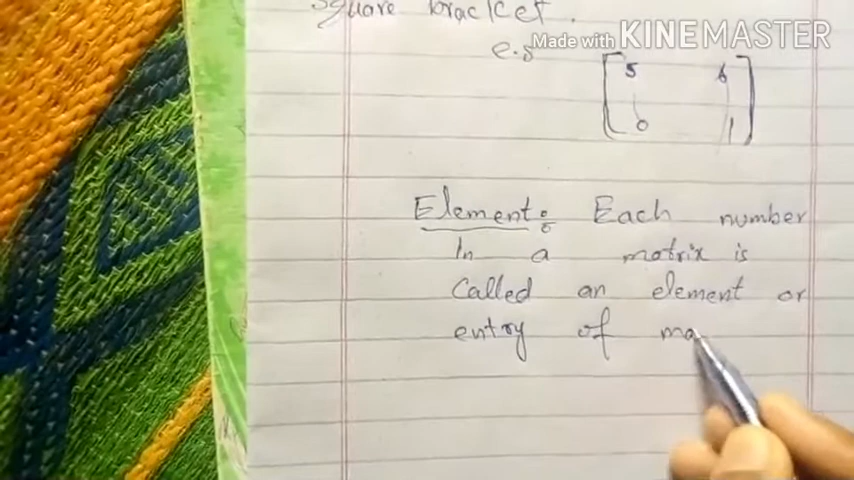 Square bracket.
e.g
Made with KINEMASTER
5 6
0 1
Element: Each number
In a matrix is
Called an element or
entry of ma